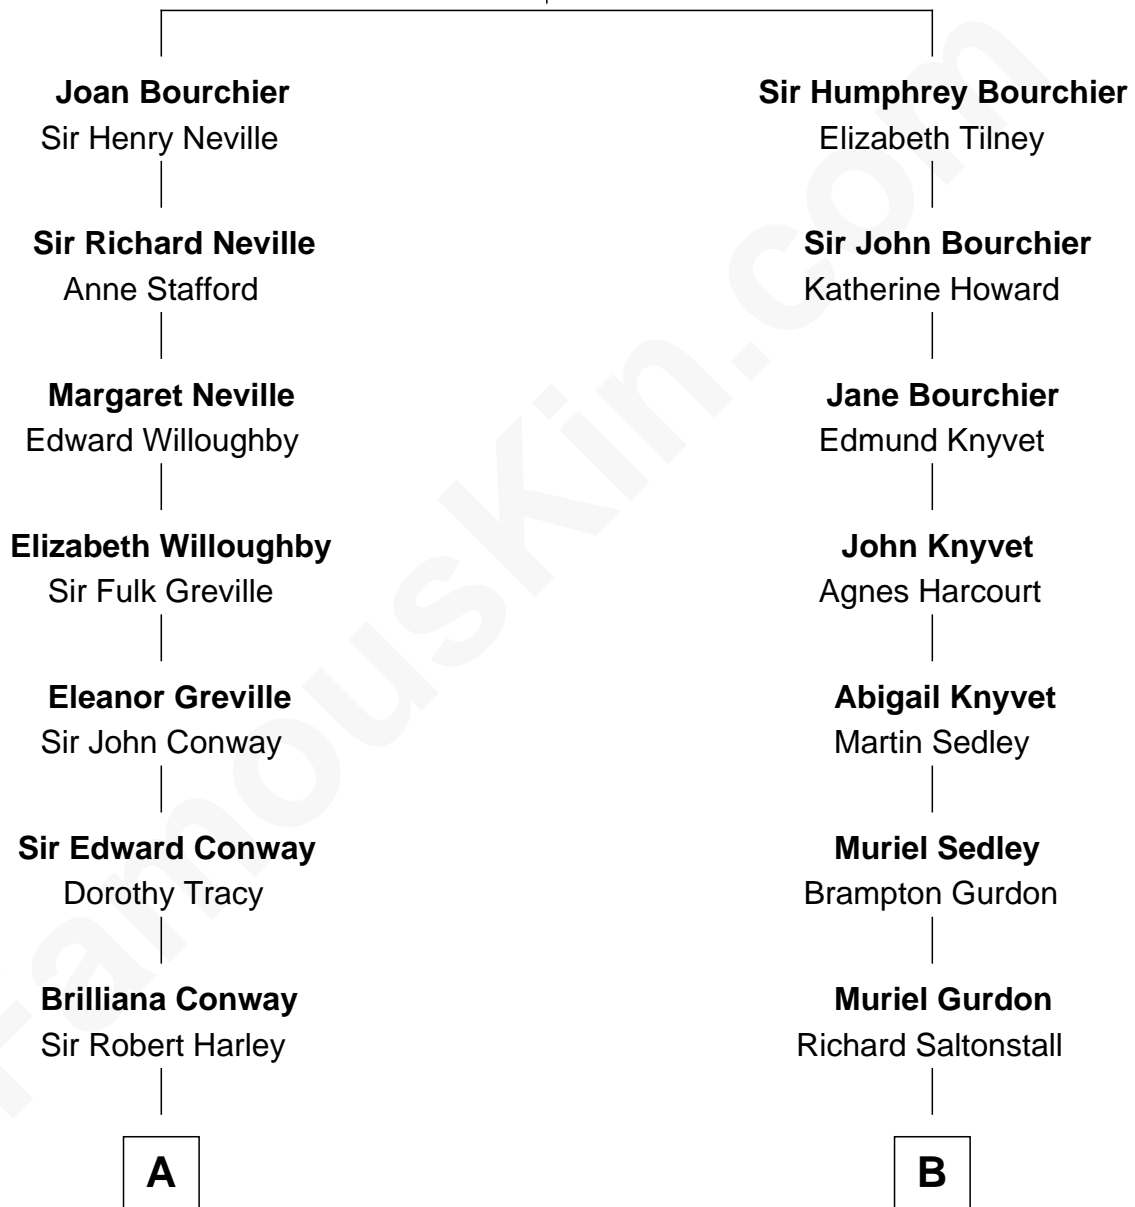 Joan Bourchier
Sir Henry Neville
Sir Richard Neville
Anne Stafford
Margaret Neville
Edward Willoughby
Elizabeth Willoughby
Sir Fulk Greville
Eleanor Greville
Sir John Conway
Sir Edward Conway
Dorothy Tracy
Brilliana Conway
Sir Robert Harley
A
Sir Humphrey Bourchier
Elizabeth Tilney
Sir John Bourchier
Katherine Howard
Jane Bourchier
Edmund Knyvet
John Knyvet
Agnes Harcourt
Abigail Knyvet
Martin Sedley
Muriel Sedley
Brampton Gurdon
Muriel Gurdon
Richard Saltonstall
B
FamousKin.com